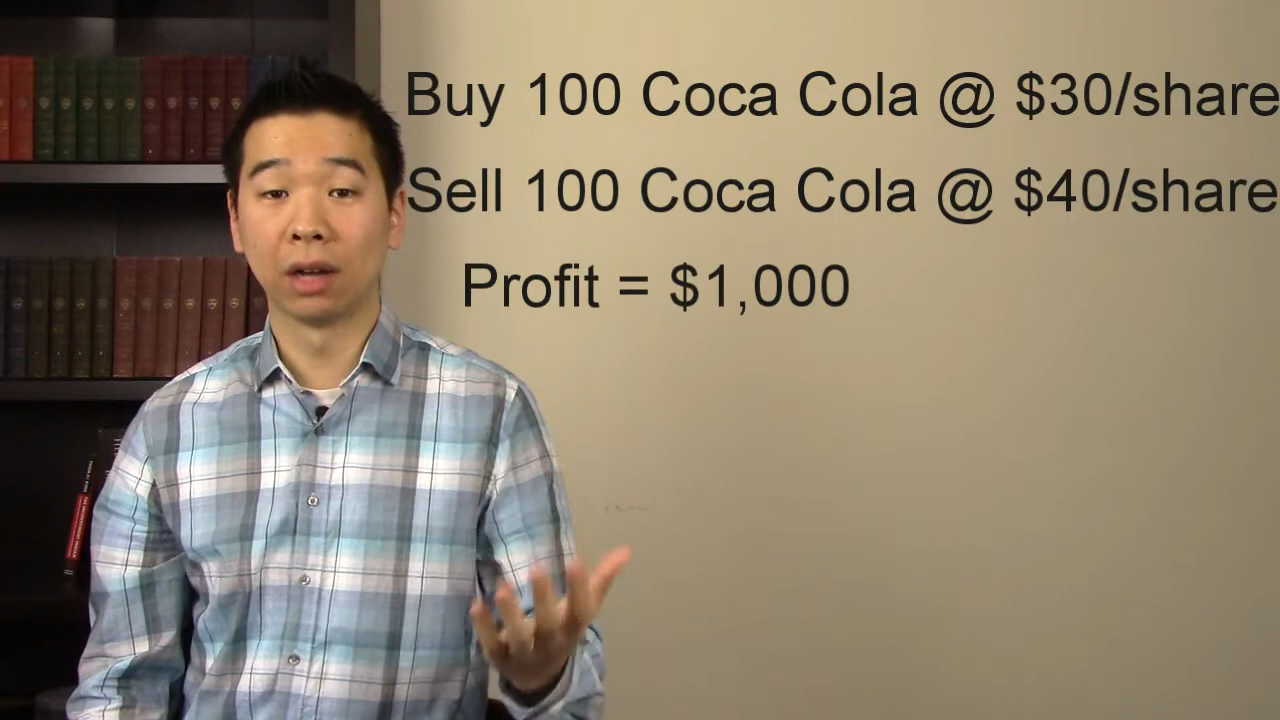 Buy 100 Coca Cola @ $30/share
Sell 100 Coca Cola @ $40/share
Profit = $1,000